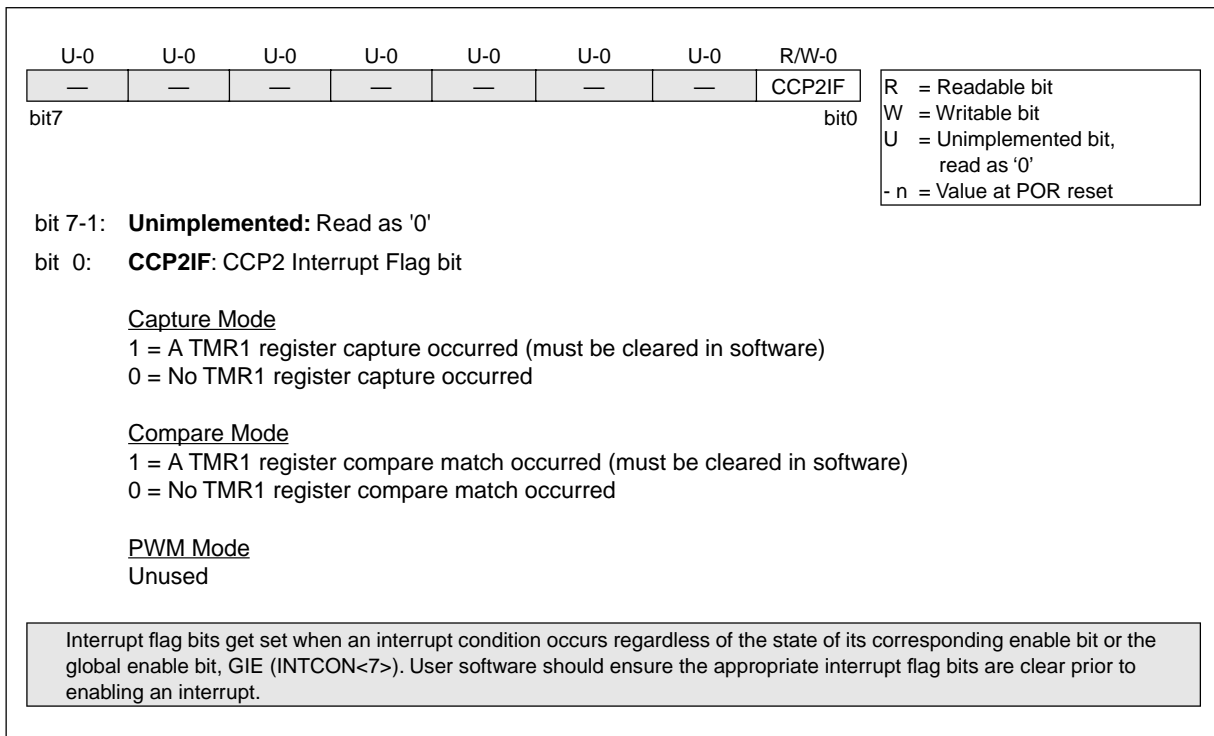 U-0 U-0 U-0 U-0 U-0 U-0 U-0 R/W-0
— — — — — — — CCP2IF
bit7 bit0
R = Readable bit
W = Writable bit
U = Unimplemented bit,
read as ‘0’
- n = Value at POR reset
bit 7-1: Unimplemented: Read as '0'
bit 0: CCP2IF: CCP2 Interrupt Flag bit
Capture Mode
1 = A TMR1 register capture occurred (must be cleared in software)
0 = No TMR1 register capture occurred
Compare Mode
1 = A TMR1 register compare match occurred (must be cleared in software)
0 = No TMR1 register compare match occurred
PWM Mode
Unused
Interrupt flag bits get set when an interrupt condition occurs regardless of the state of its corresponding enable bit or the
global enable bit, GIE (INTCON<7>). User software should ensure the appropriate interrupt flag bits are clear prior to
enabling an interrupt.